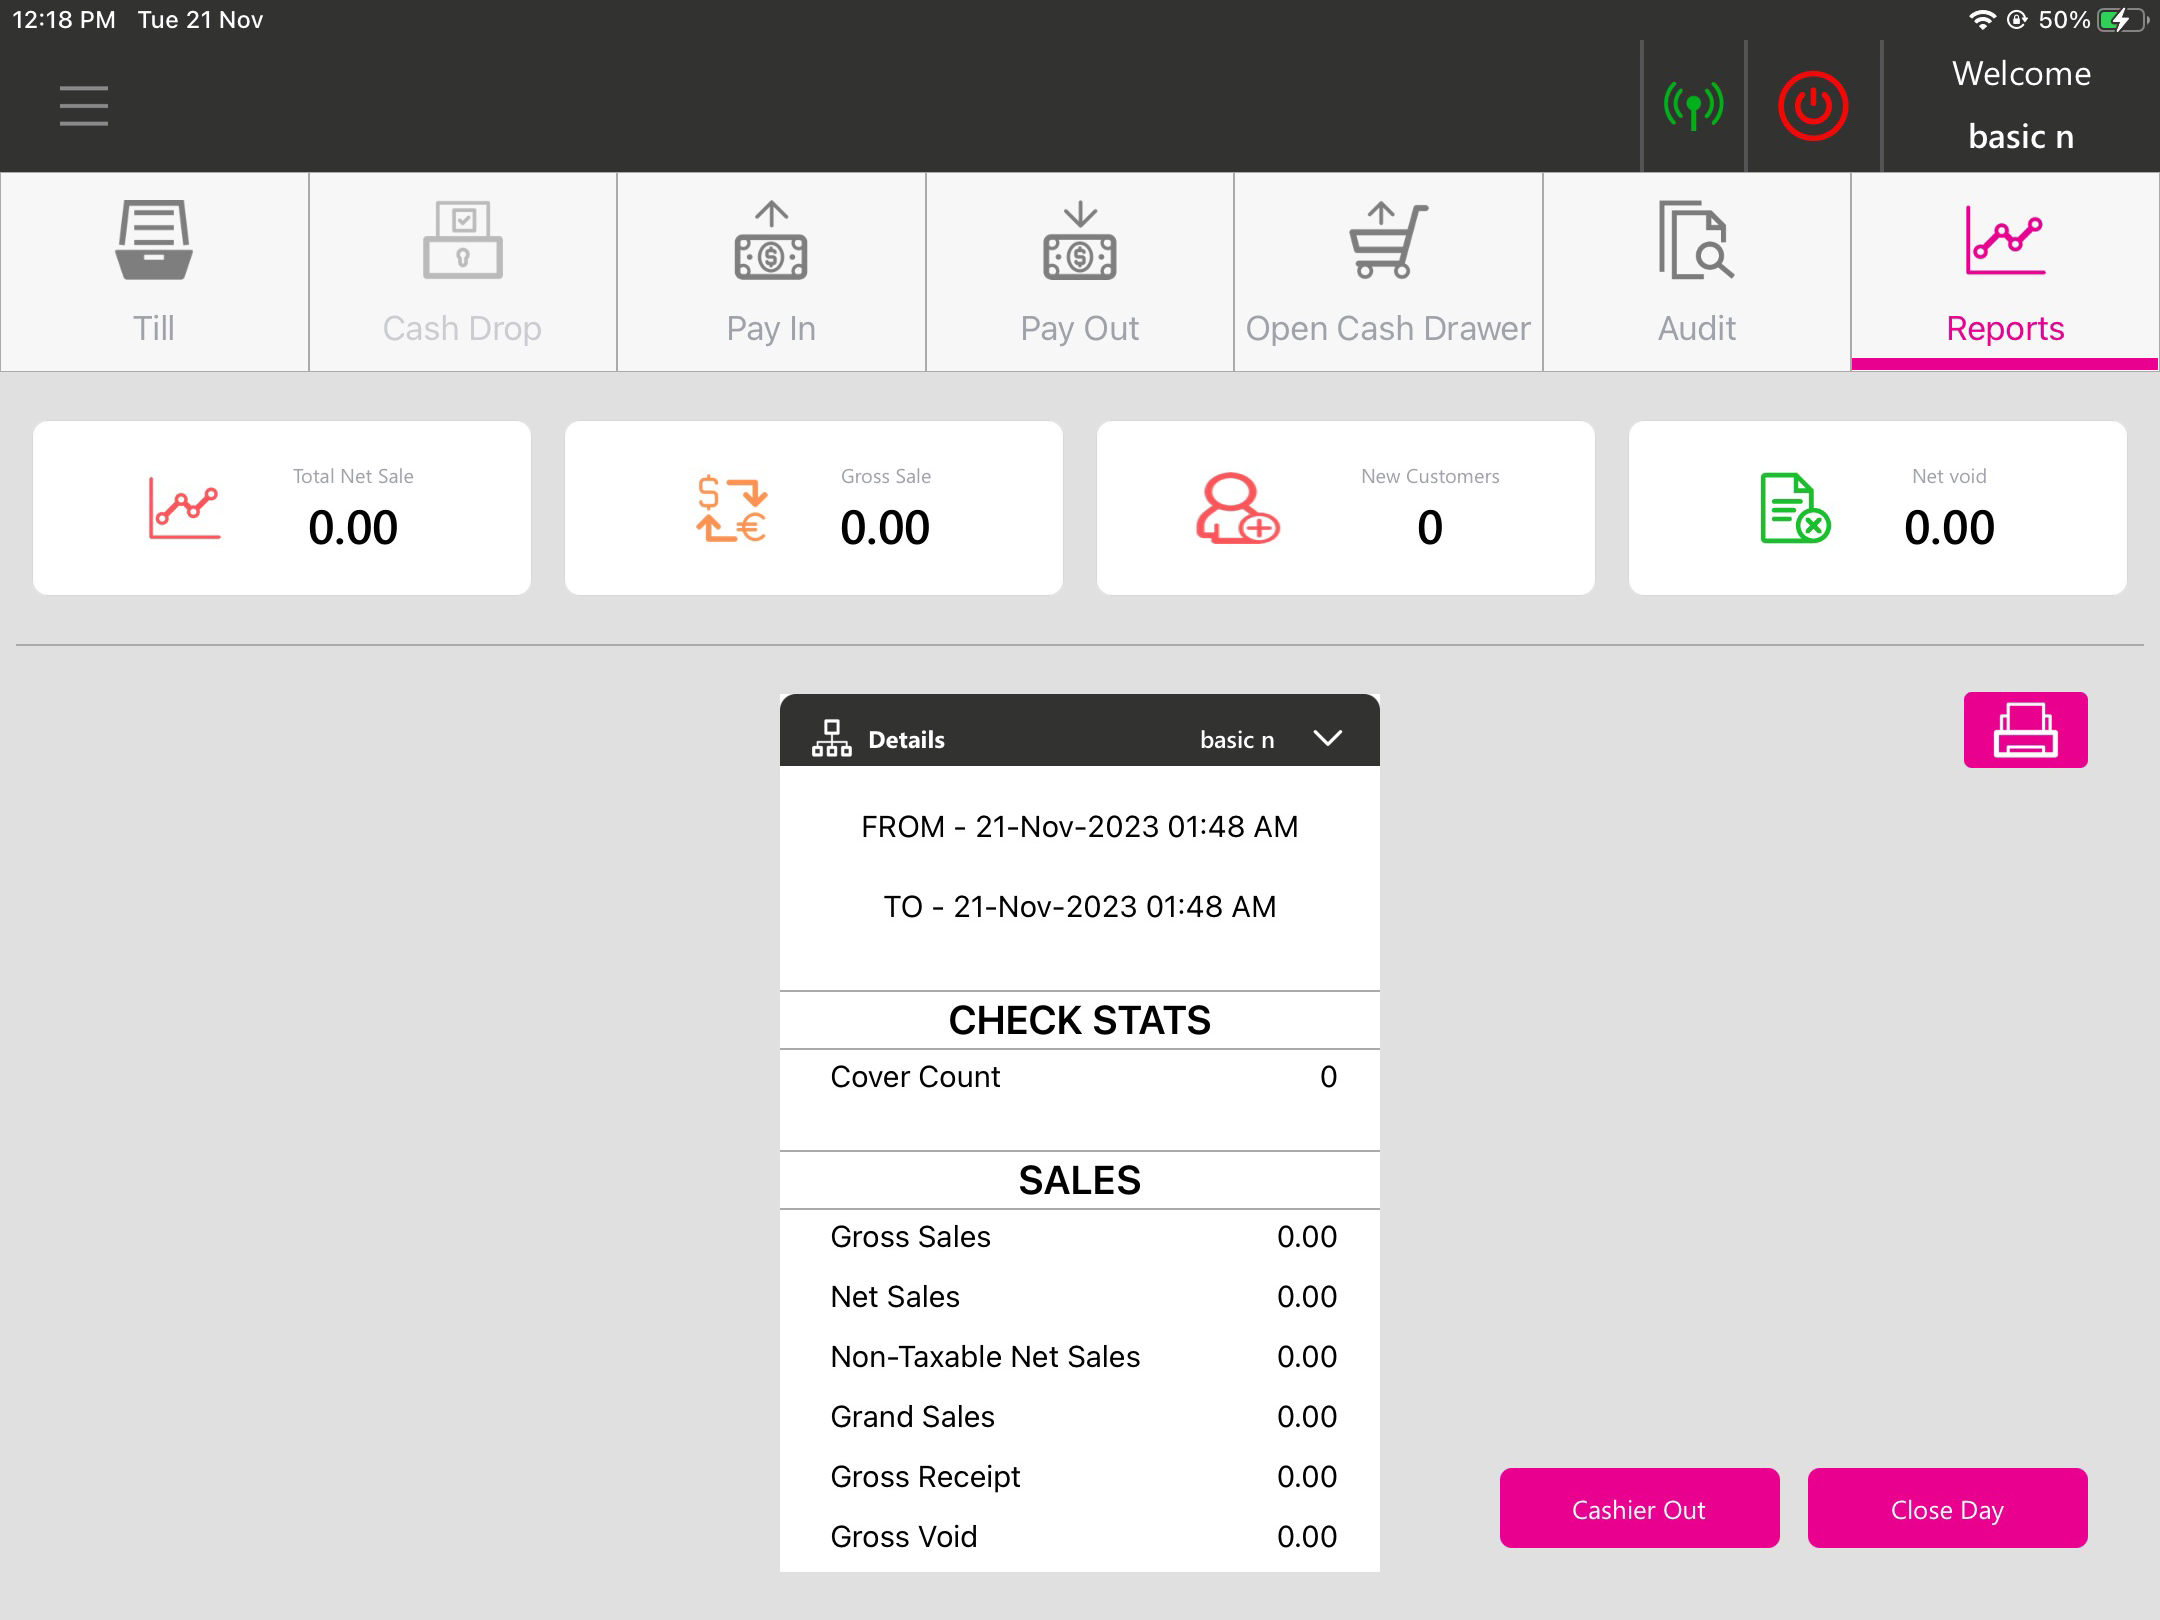 12:18 PM Tue 21 Nov
50%
Welcome
basic n
Till
Cash Drop
Pay In
Pay Out
Open Cash Drawer
Audit
Reports
Total Net Sale
0.00
Gross Sale
0.00
New Customers
0
Net void
0.00
Details basic n
FROM - 21-Nov-2023 01:48 AM
TO - 21-Nov-2023 01:48 AM
CHECK STATS
Cover Count 0
SALES
Gross Sales 0.00
Net Sales 0.00
Non-Taxable Net Sales 0.00
Grand Sales 0.00
Gross Receipt 0.00
Gross Void 0.00
Cashier Out
Close Day